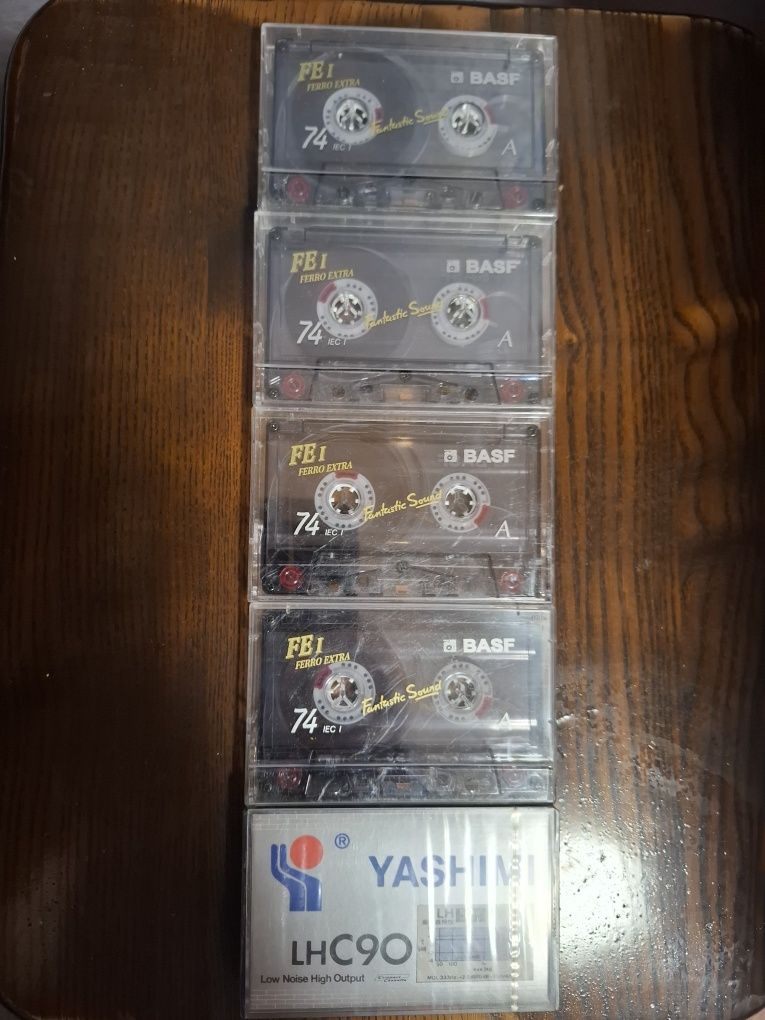 FE I
FERRO EXTRA
BASF
Fantastic Sound
74 IEC I
A
FE I
FERRO EXTRA
BASF
Fantastic Sound
74 IEC I
A
FE I
FERRO EXTRA
BASF
Fantastic Sound
74 IEC I
A
FE I
FERRO EXTRA
BASF
Fantastic Sound
74 IEC I
A
®
YASHIMI
LH
LHC90
Low Noise High Output